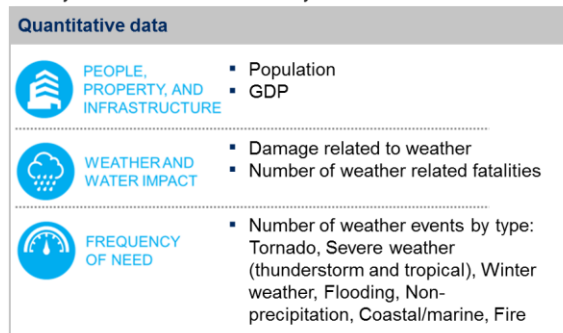 Quantitative data
PEOPLE,
PROPERTY, AND
INFRASTRUCTURE
▪ Population
▪ GDP
WEATHER AND
WATER IMPACT
▪ Damage related to weather
▪ Number of weather related fatalities
FREQUENCY
OF NEED
▪ Number of weather events by type:
Tornado, Severe weather
(thunderstorm and tropical), Winter
weather, Flooding, Non-
precipitation, Coastal/marine, Fire